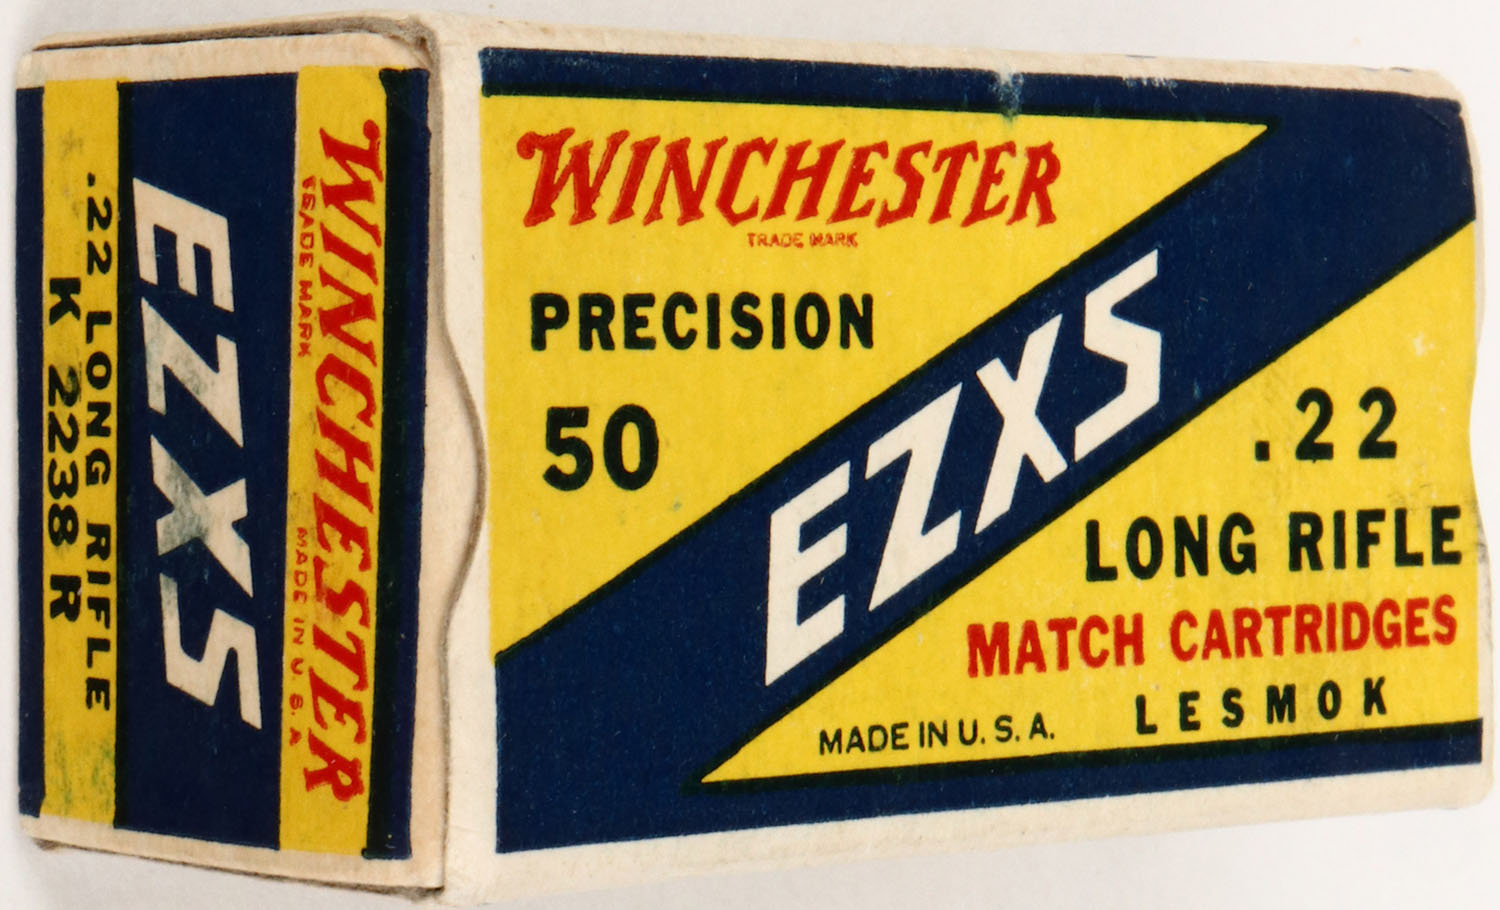 WINCHESTER
TRADE MARK
PRECISION
50
EZXS
.22
LONG RIFLE
MATCH CARTRIDGES
LESMOK
MADE IN U.S.A.
WINCHESTER
TRADE MARK
MADE IN U.S.A.
EZXS
.22 LONG RIFLE
K 2238 R